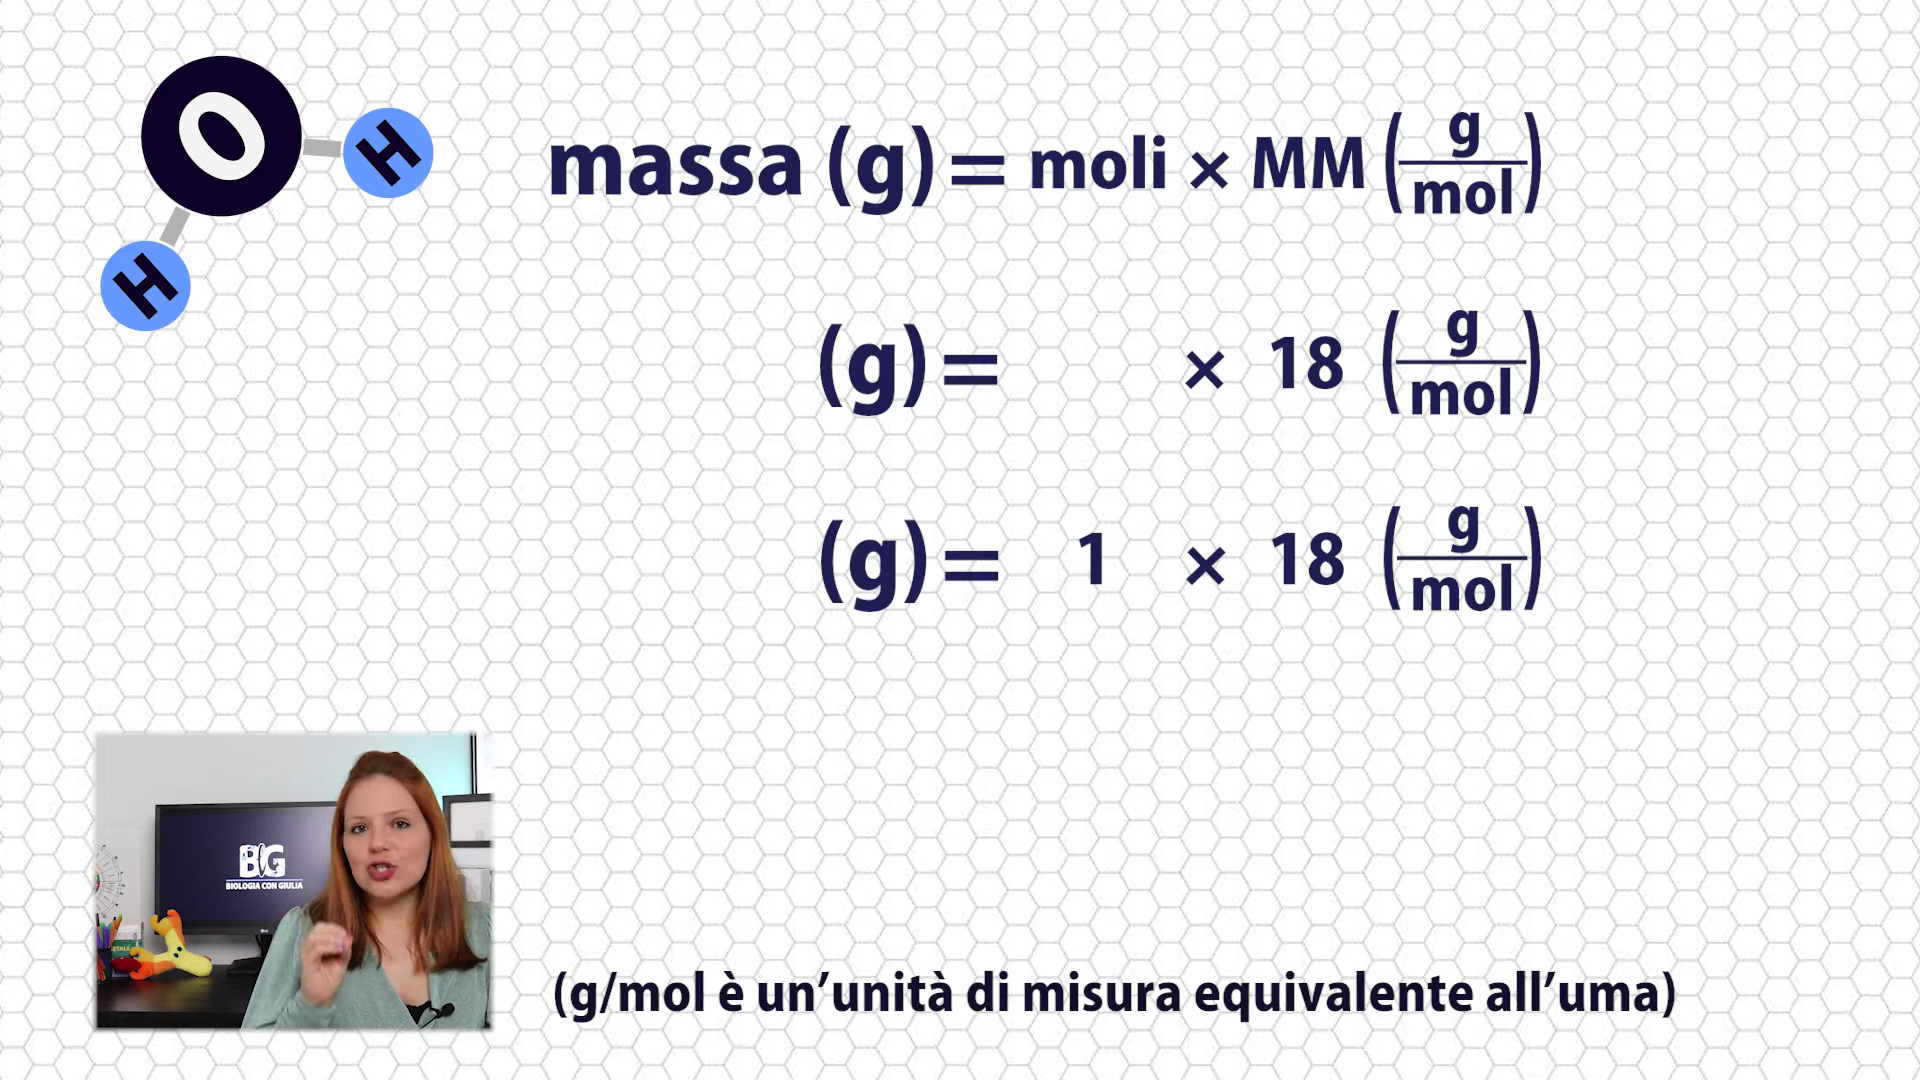 O
H
H
massa (g) = moli × MM (g/mol)
(g) = × 18 (g/mol)
(g) = 1 × 18 (g/mol)
BG
BIOLOGIA CON GIULIA
(g/mol è un’unità di misura equivalente all’uma)